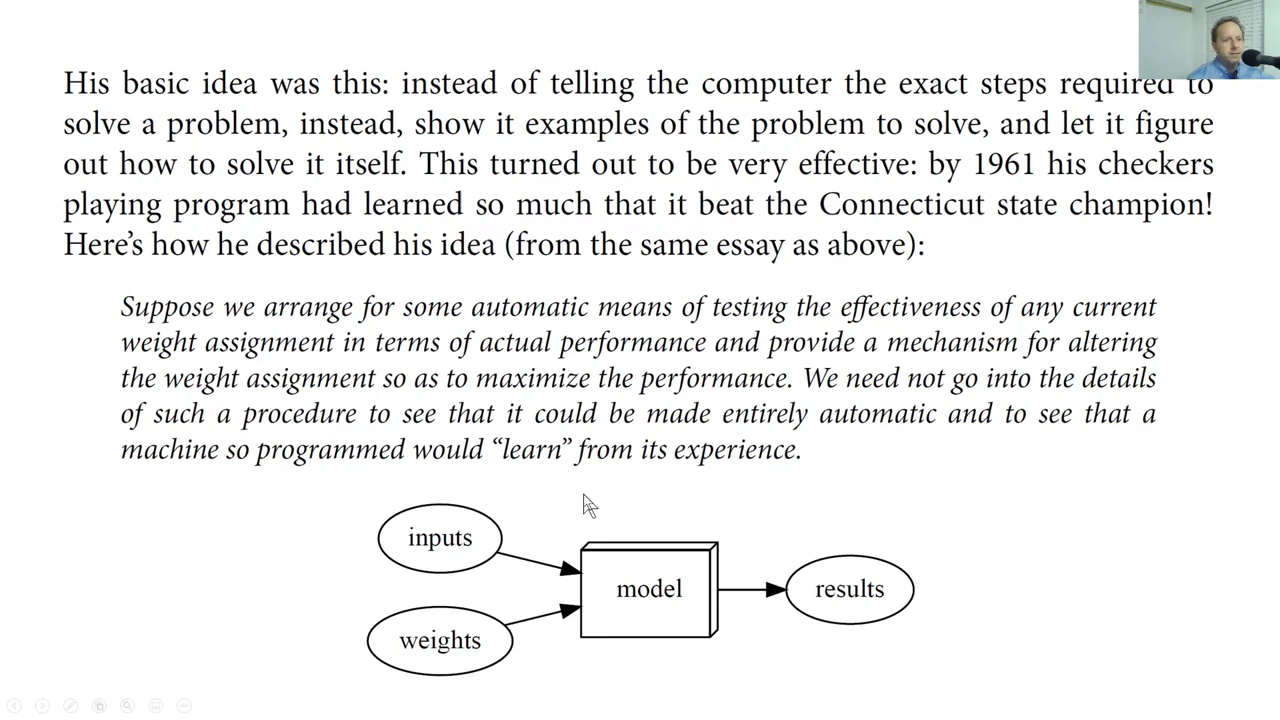 His basic idea was this: instead of telling the computer the exact steps required to
solve a problem, instead, show it examples of the problem to solve, and let it figure
out how to solve it itself. This turned out to be very effective: by 1961 his checkers
playing program had learned so much that it beat the Connecticut state champion!
Here’s how he described his idea (from the same essay as above):
Suppose we arrange for some automatic means of testing the effectiveness of any current
weight assignment in terms of actual performance and provide a mechanism for altering
the weight assignment so as to maximize the performance. We need not go into the details
of such a procedure to see that it could be made entirely automatic and to see that a
machine so programmed would “learn” from its experience.
inputs
weights
model
results